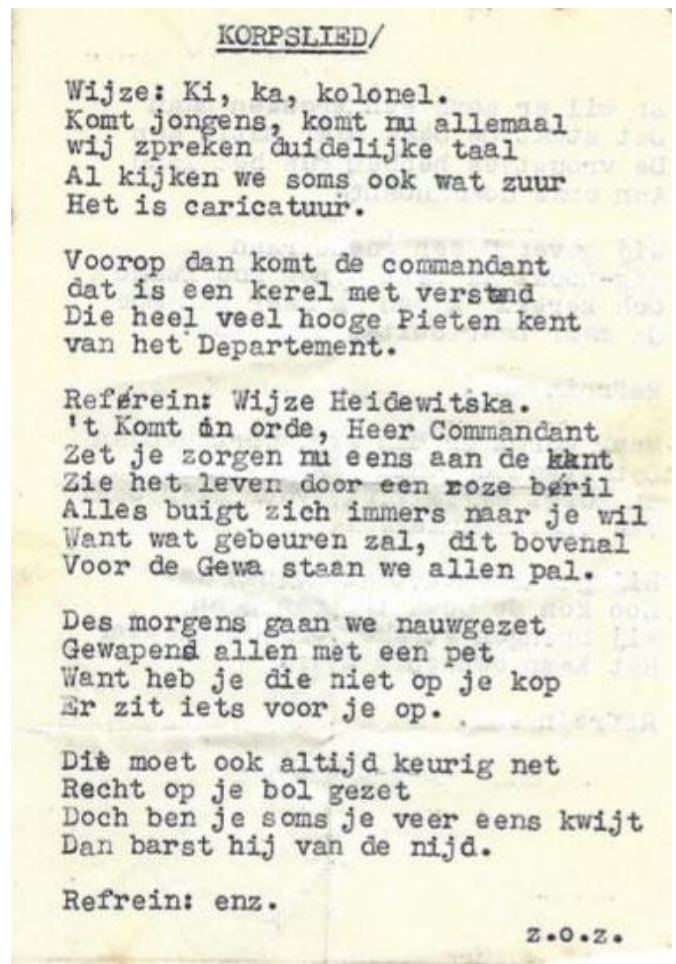 KORPSLIED/
Wijze: Ki, ka, kolonel.
Komt jongens, komt nu allemaal
wij zpreken duidelijke taal
Al kijken we soms ook wat zuur
Het is caricatuur.
Voorop dan komt de commandant
dat is een kerel met verstand
Die heel veel hooge Pieten kent
van het Departement.
Reférein: Wijze Heidewitska.
't Komt in orde, Heer Commandant
Zet je zorgen nu eens aan de kant
Zie het leven door een roze beril
Alles buigt zich immers naar je wil
Want wat gebeuren zal, dit bovenal
Voor de Gewa staan we allen pal.
Des morgens gaan we nauwgezet
Gewapend allen met een pet
Want heb je die niet op je kop
Er zit iets voor je op.
Die moet ook altijd keurig net
Recht op je bol gezet
Doch ben je soms je veer eens kwijt
Dan barst hij van de nijd.
Refrein: enz.
z.o.z.